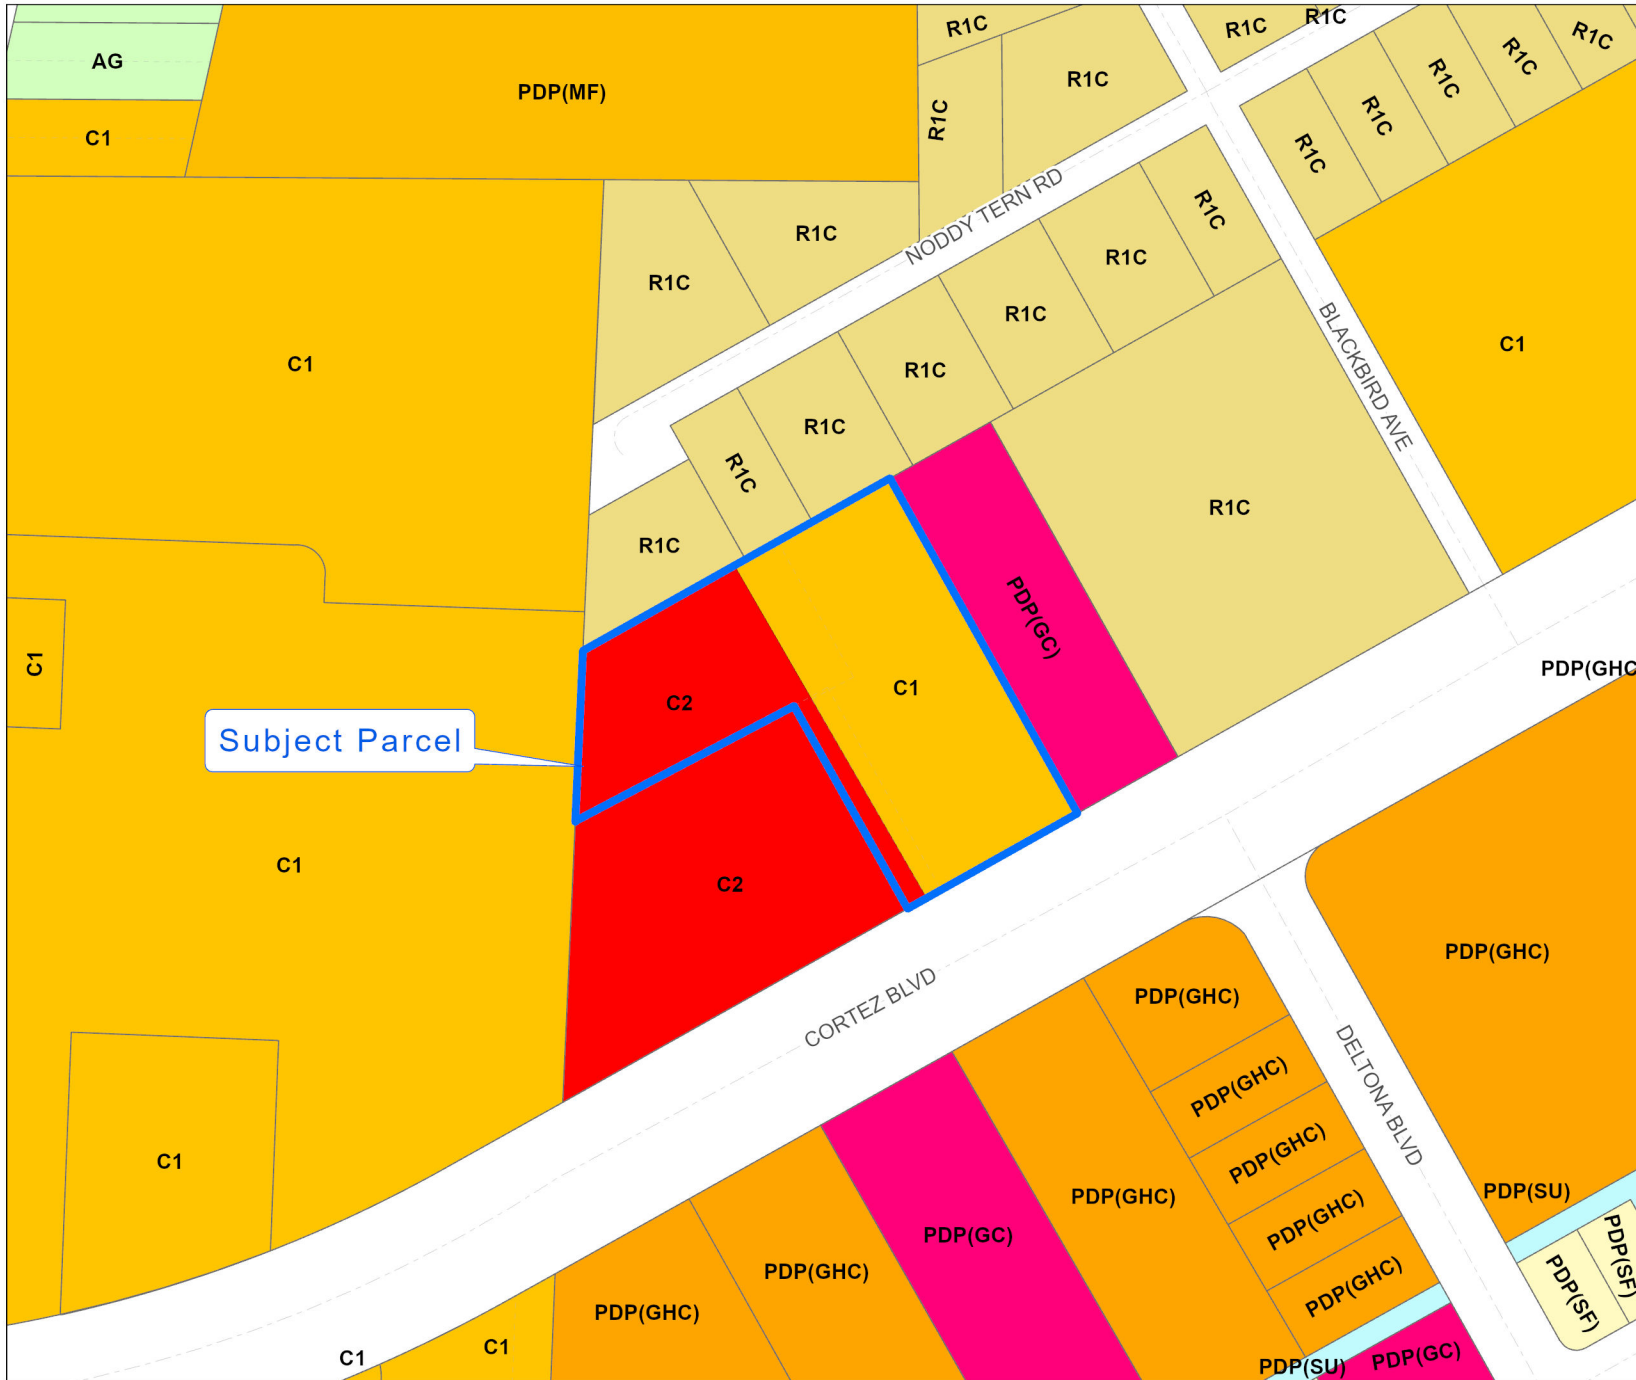 R1C
R1C
R1C
R1C
R1C
AG
PDP(MF)
R1C
R1C
R1C
C1
R1C
R1C
R1C
NODDY TERN RD
R1C
R1C
R1C
R1C
R1C
BLACKBIRD AVE
C1
C1
R1C
R1C
R1C
R1C
R1C
R1C
PDP(GC)
C1
PDP(GHC
C1
C2
Subject Parcel
C1
C2
PDP(GHC)
CORTEZ BLVD
PDP(GHC)
DELTONA BLVD
PDP(GHC)
PDP(GHC)
C1
PDP(GHC)
PDP(SU)
PDP(GHC)
PDP(GC)
PDP(GHC)
PDP(GHC)
PDP(SF)
PDP(SF)
PDP(GHC)
C1
C1
PDP(SU)
PDP(GC)